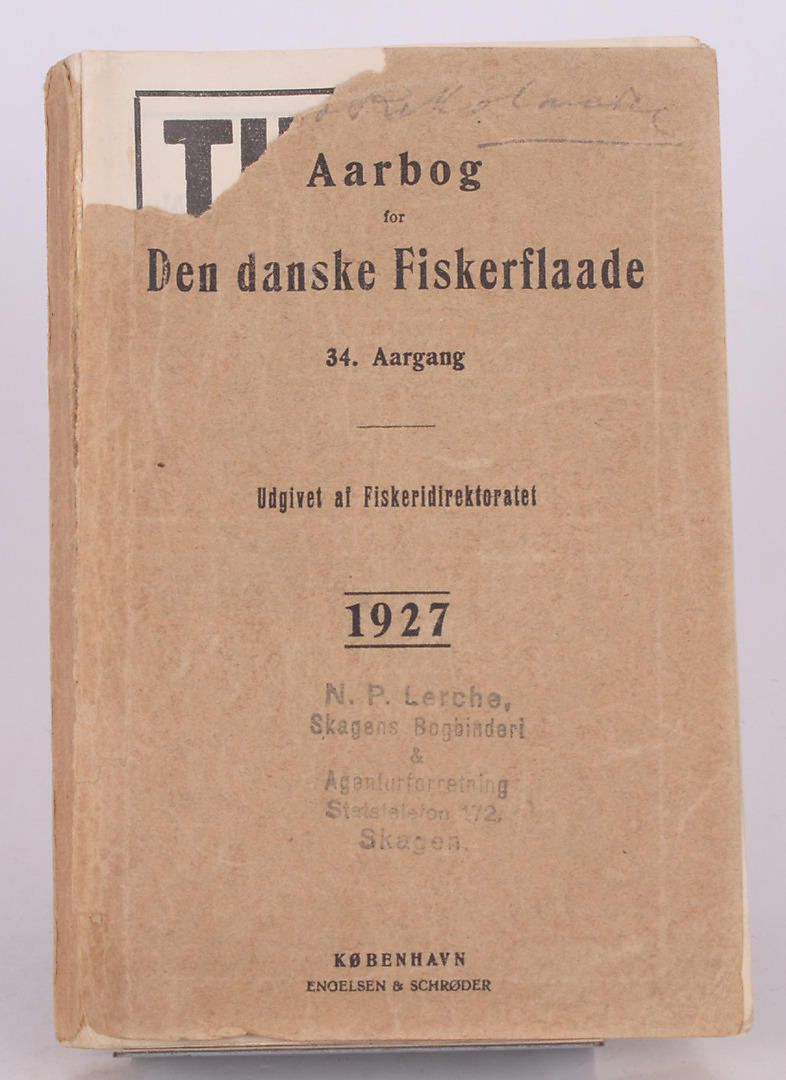 Aarbog
for
Den danske Fiskerflaade
34. Aargang
Udgivet af Fiskeridirektoratet
1927
N. P. Lerche,
Skagens Bogbinderi
&
Agenturforretning
Statstelefon 172.
Skagen.
KØBENHAVN
ENGELSEN & SCHRØDER